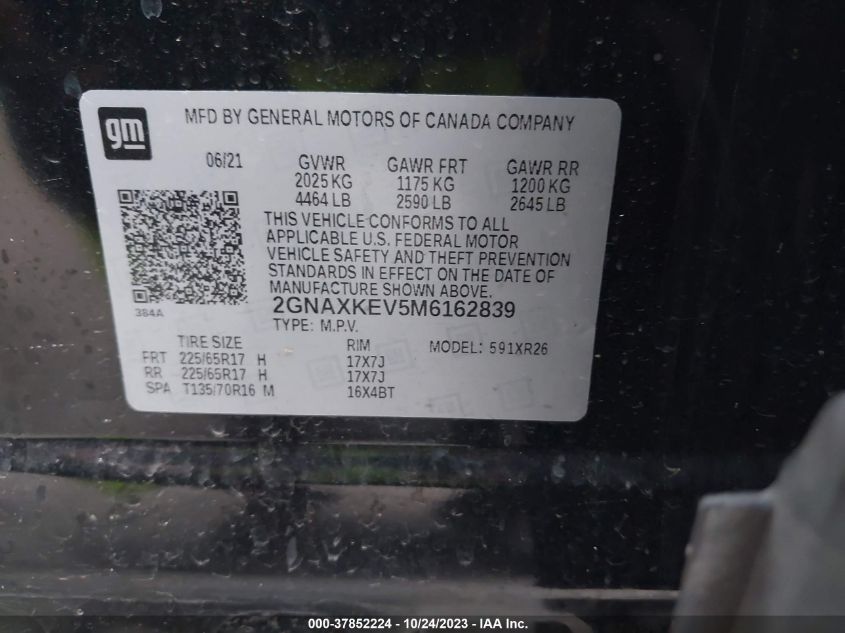 gm
MFD BY GENERAL MOTORS OF CANADA COMPANY
06/21 GVWR GAWR FRT GAWR RR
2025 KG 1175 KG 1200 KG
4464 LB 2590 LB 2645 LB
THIS VEHICLE CONFORMS TO ALL
APPLICABLE U.S. FEDERAL MOTOR
VEHICLE SAFETY AND THEFT PREVENTION
STANDARDS IN EFFECT ON THE DATE OF
MANUFACTURE SHOWN ABOVE.
384A
2GNAXKEV5M6162839
TYPE: M.P.V.
TIRE SIZE RIM MODEL: 591XR26
FRT 225/65R17 H 17X7J
RR 225/65R17 H 17X7J
SPA T135/70R16 M 16X4BT
000-37852224 - 10/24/2023 - IAA Inc.